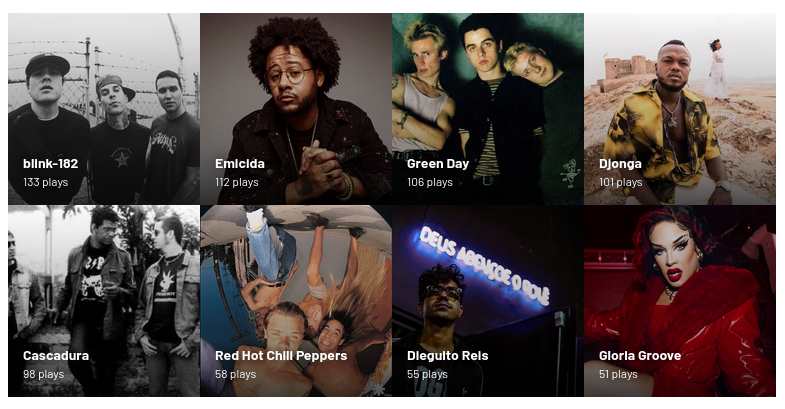 blink-182
133 plays
Emicida
112 plays
Green Day
106 plays
Djonga
101 plays
DEUS ABENÇOE O ROLÊ
Cascadura
98 plays
Red Hot Chili Peppers
58 plays
Dieguito Reis
55 plays
Gloria Groove
51 plays